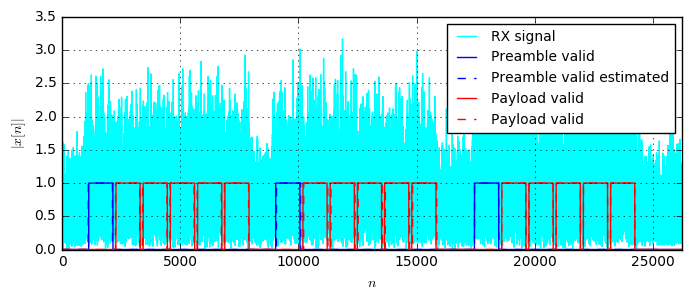 3.5
3.0
2.5
2.0
1.5
1.0
0.5
0.0
|x[n]|
RX signal
Preamble valid
Preamble valid estimated
Payload valid
Payload valid
0
5000
10000
15000
20000
25000
n